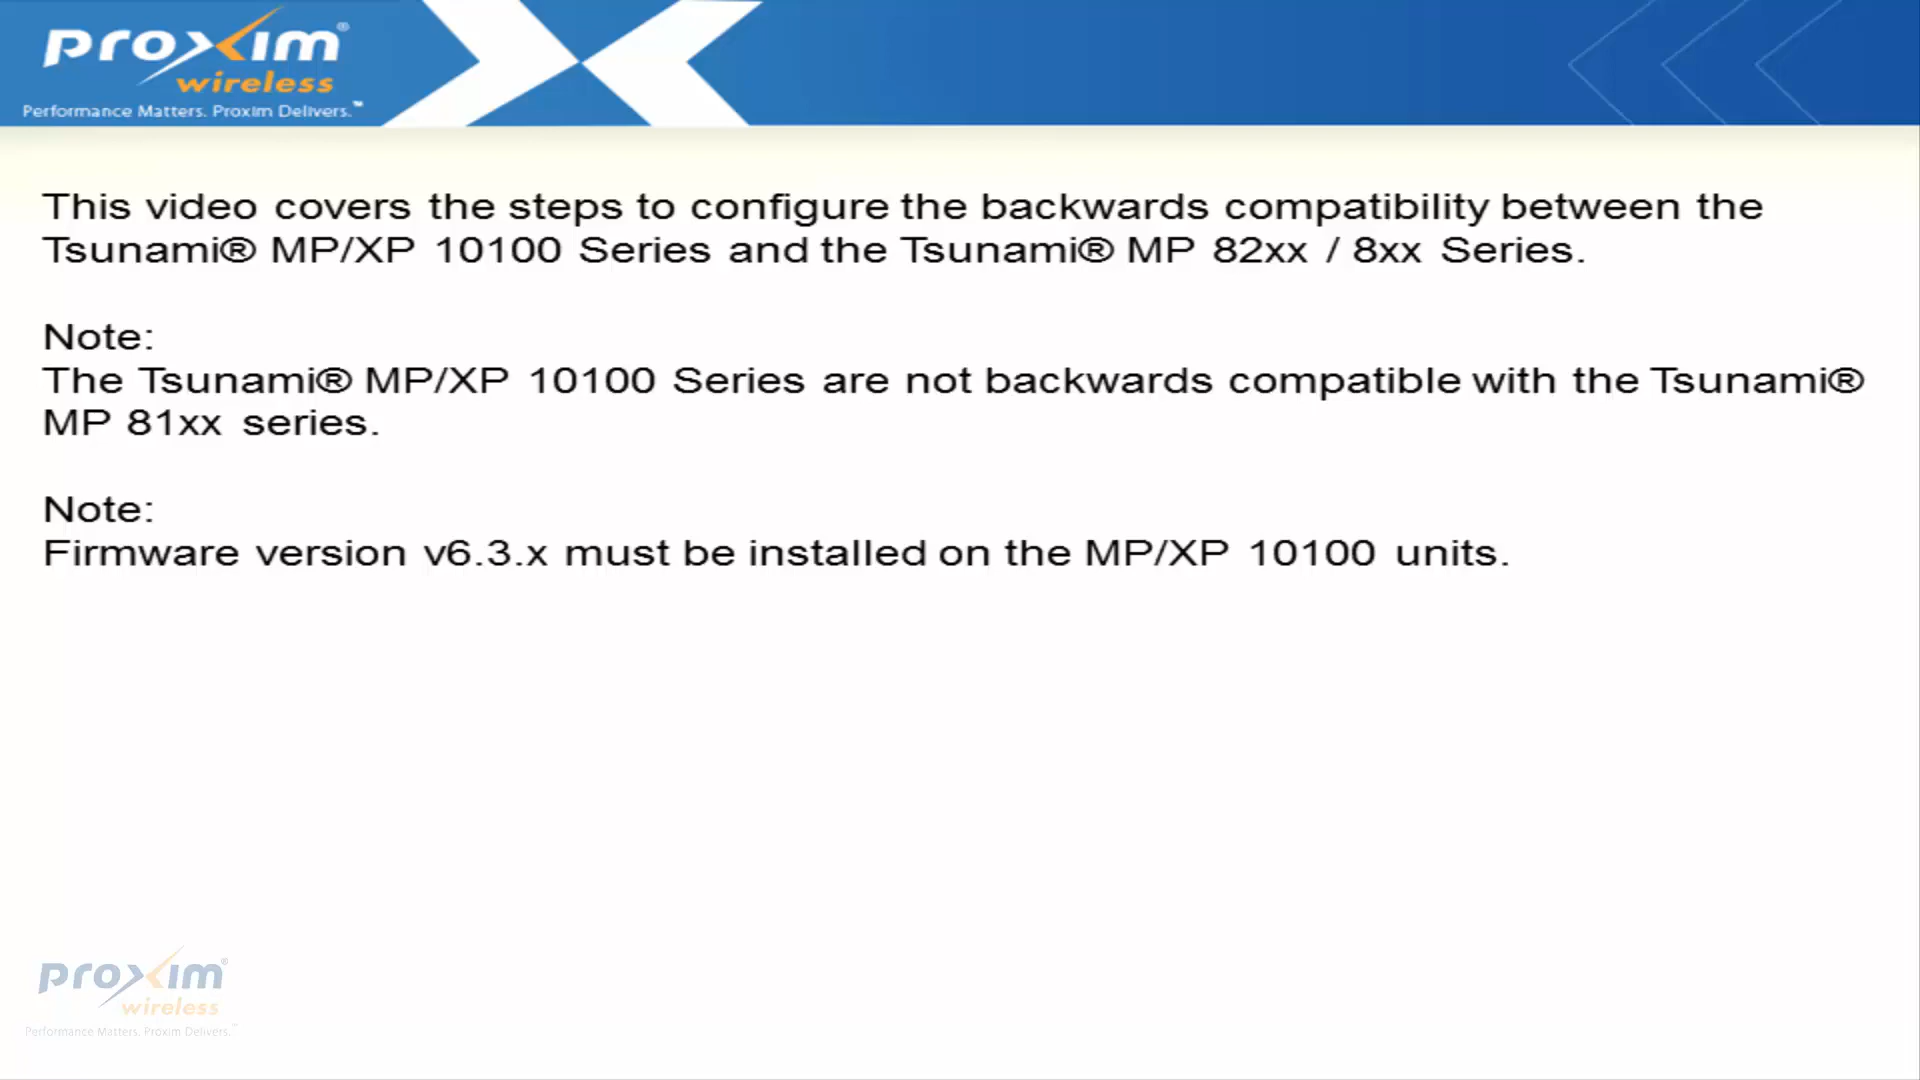 proxim®
wireless
Performance Matters. Proxim Delivers.™
This video covers the steps to configure the backwards compatibility between the
Tsunami® MP/XP 10100 Series and the Tsunami® MP 82xx / 8xx Series.
Note:
The Tsunami® MP/XP 10100 Series are not backwards compatible with the Tsunami®
MP 81xx series.
Note:
Firmware version v6.3.x must be installed on the MP/XP 10100 units.
proxim®
wireless
Performance Matters. Proxim Delivers.™